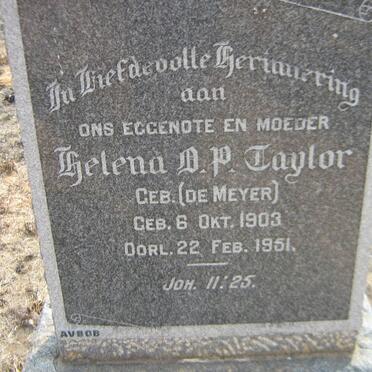 In Liefdevolle Herinnering
aan
ONS EGGENOTE EN MOEDER
Helena D.P. Taylor
GEB. (DE MEYER)
GEB. 6 OKT. 1903
OORL. 22 FEB. 1951.
JOH. 11:25.
AVBOB